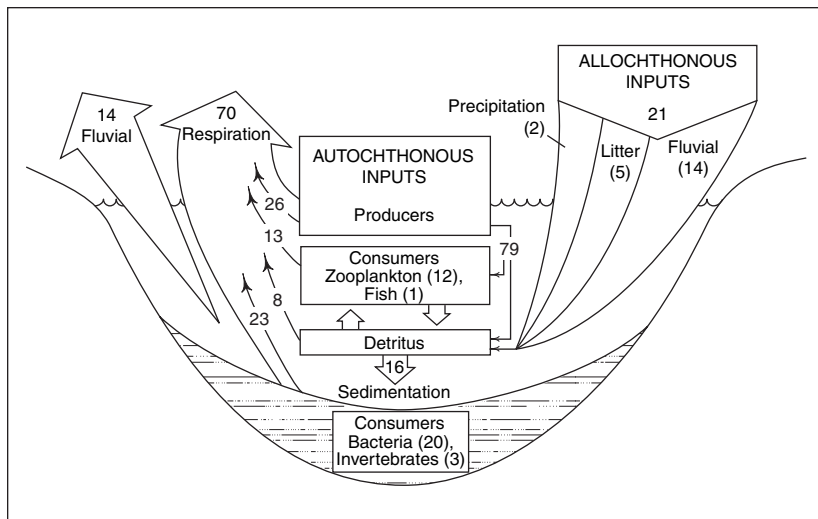 ALLOCHTHONOUS
INPUTS
21
Precipitation
(2)
Litter
(5)
Fluvial
(14)
14
Fluvial
70
Respiration
AUTOCHTHONOUS
INPUTS
Producers
26
13
79
Consumers
Zooplankton (12),
Fish (1)
8
23
Detritus
16
Sedimentation
Consumers
Bacteria (20),
Invertebrates (3)